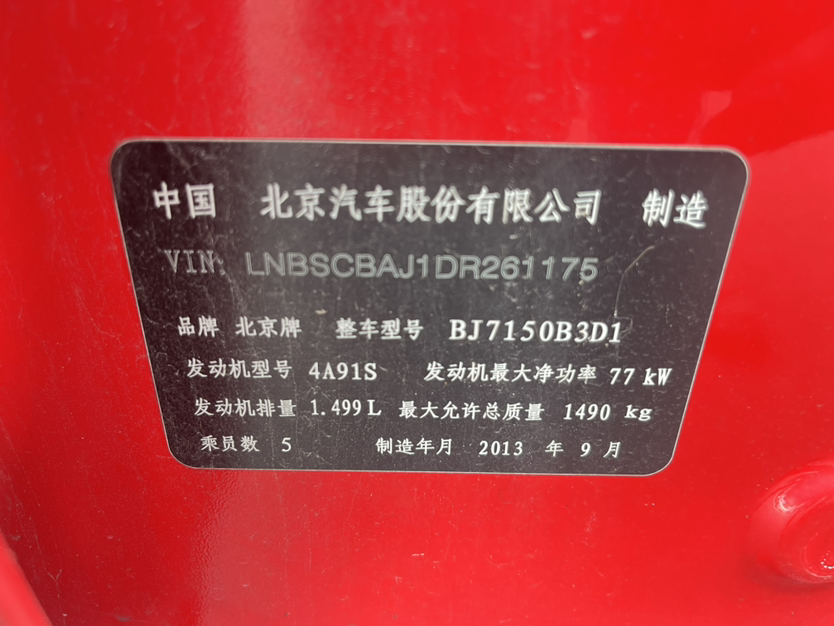 中国 北京汽车股份有限公司 制造
VIN: LNBSCBAJ1DR261175
品牌 北京牌 整车型号 BJ7150B3D1
发动机型号 4A91S 发动机最大净功率 77 kW
发动机排量 1.499L 最大允许总质量 1490 kg
乘员数 5 制造年月 2013 年 9 月